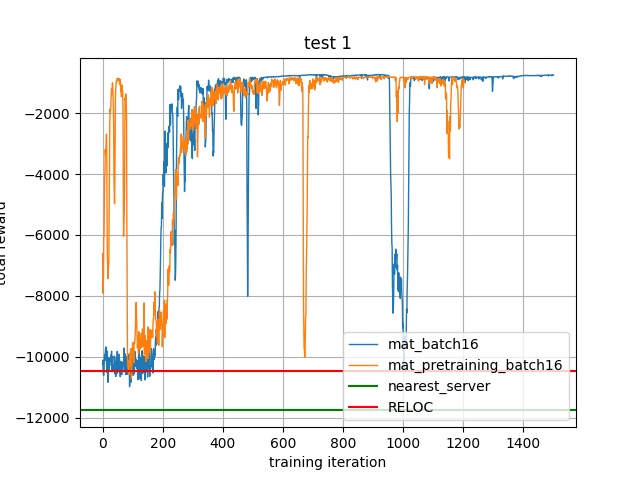 test 1
total reward
−2000
−4000
−6000
−8000
−10000
−12000
mat_batch16
mat_pretraining_batch16
nearest_server
RELOC
0 200 400 600 800 1000 1200 1400
training iteration